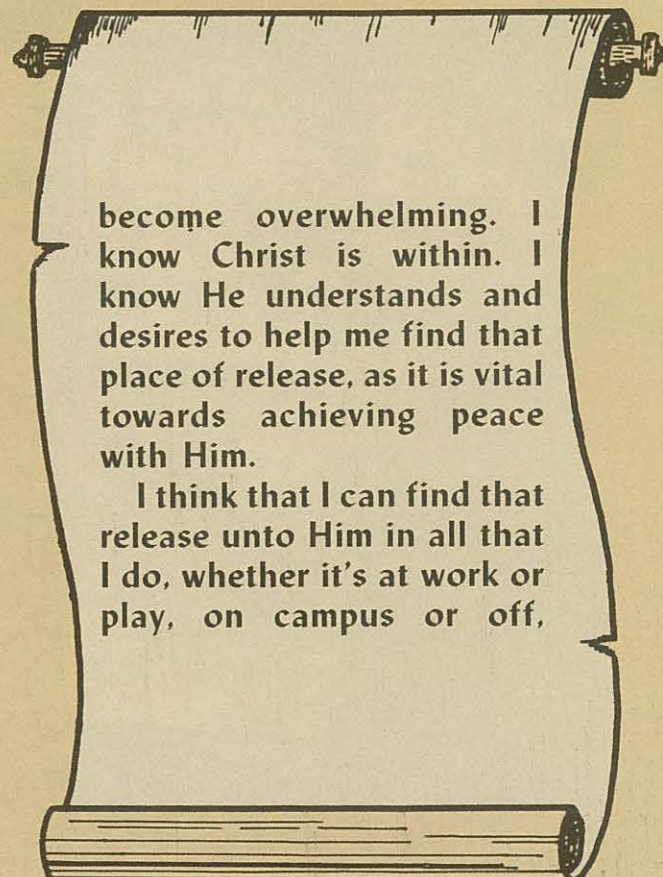 become overwhelming. I
know Christ is within. I
know He understands and
desires to help me find that
place of release, as it is vital
towards achieving peace
with Him.
I think that I can find that
release unto Him in all that
I do, whether it's at work or
play, on campus or off,